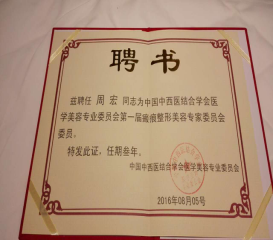 聘书
兹聘任 周宏 同志为中国中西医结合学会医
学美容专业委员会第一届瘢痕整形美容专家委员会
委员。
特发此证，任期叁年。
中国中西医结合学会医学美容专业委员会
2016年08月05号